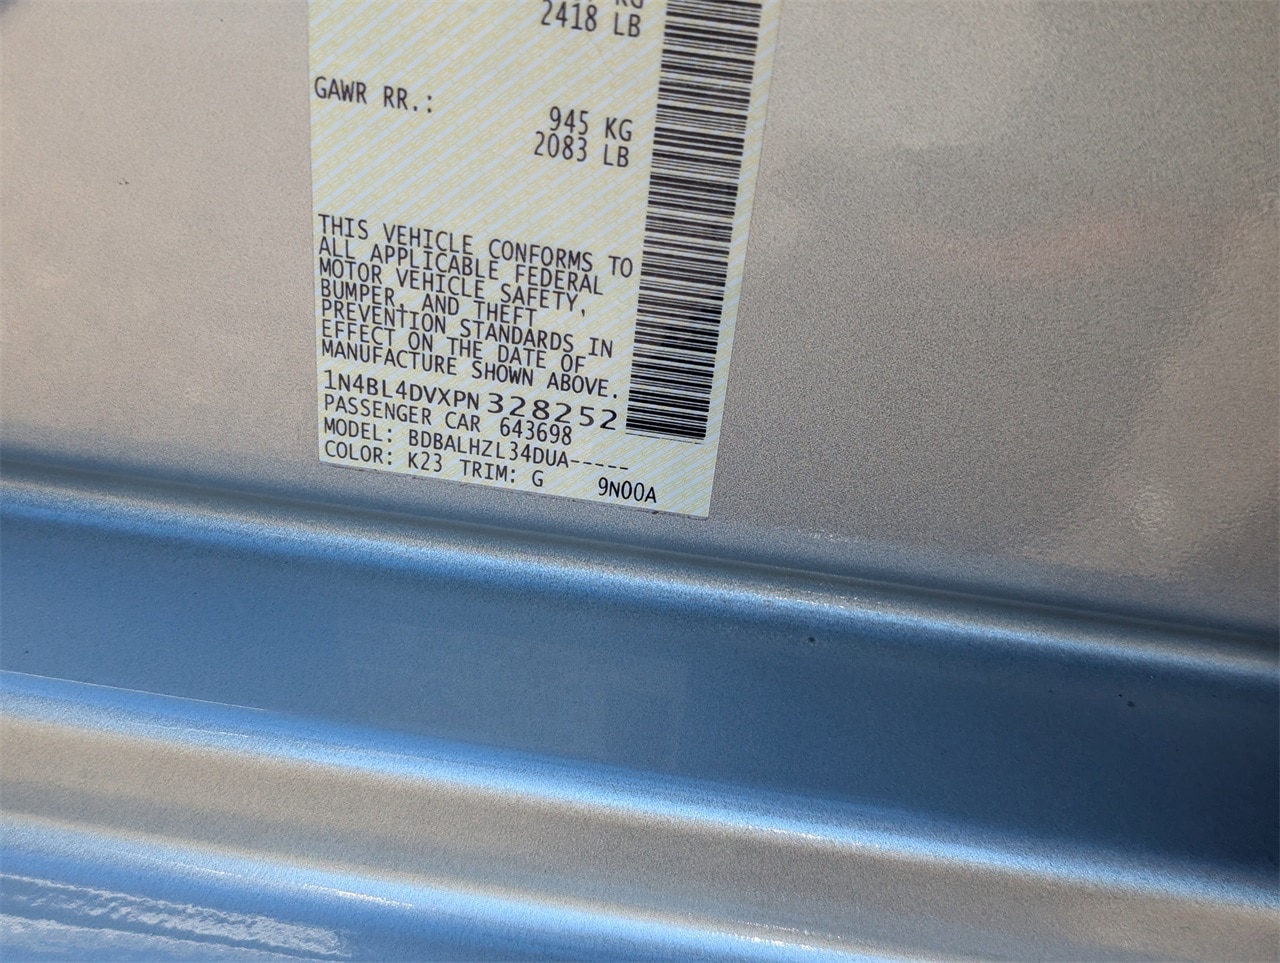 2418 LB
GAWR RR.:
945 KG
2083 LB
THIS VEHICLE CONFORMS TO
ALL APPLICABLE FEDERAL
MOTOR VEHICLE SAFETY,
BUMPER, AND THEFT
PREVENTION STANDARDS IN
EFFECT ON THE DATE OF
MANUFACTURE SHOWN ABOVE.
1N4BL4DVXPN 328252
PASSENGER CAR 643698
MODEL: BDBALHZL34DUA-----
COLOR: K23 TRIM: G 9N00A